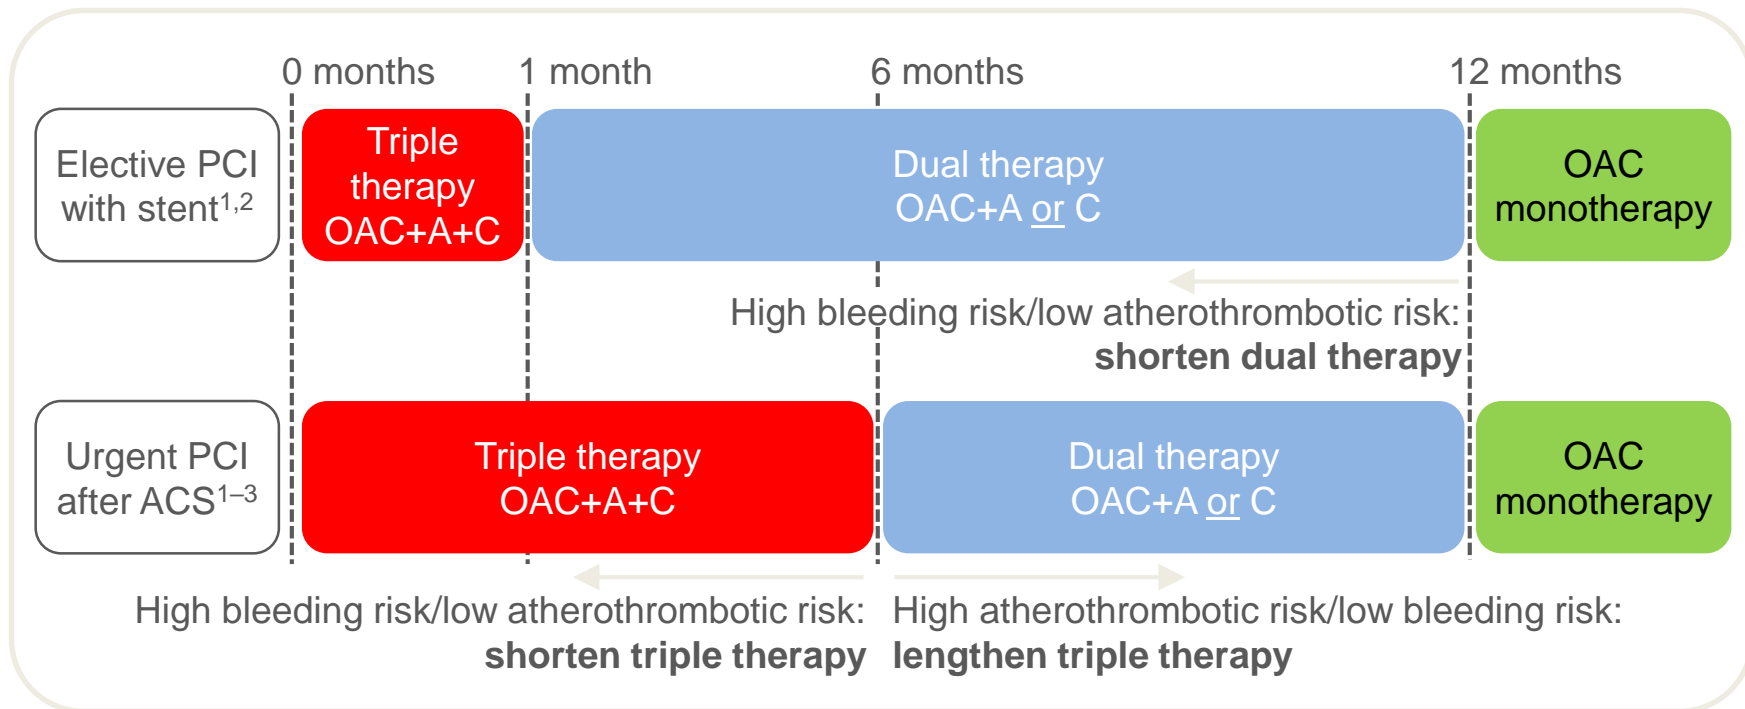 0 months
1 month
6 months
12 months
Elective PCI
with stent¹,²
Triple
therapy
OAC+A+C
Dual therapy
OAC+A or C
OAC
monotherapy
High bleeding risk/low atherothrombotic risk:
shorten dual therapy
Urgent PCI
after ACS¹–³
Triple therapy
OAC+A+C
Dual therapy
OAC+A or C
OAC
monotherapy
High bleeding risk/low atherothrombotic risk:
shorten triple therapy
High atherothrombotic risk/low bleeding risk:
lengthen triple therapy